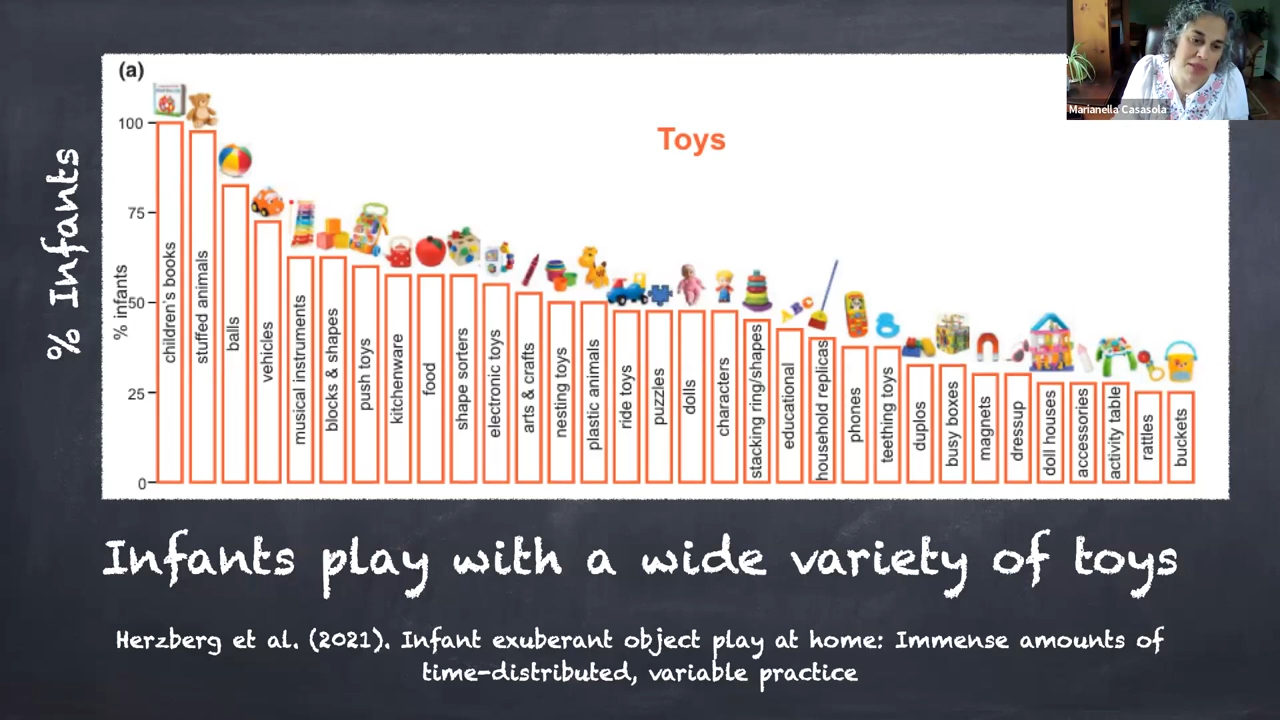 Marianella Casasola
(a)
Toys
% Infants
% infants
100
75
50
25
0
children's books
stuffed animals
balls
vehicles
musical instruments
blocks & shapes
push toys
kitchenware
food
shape sorters
electronic toys
arts & crafts
nesting toys
plastic animals
ride toys
puzzles
dolls
characters
stacking ring/shapes
educational
household replicas
phones
teething toys
duplos
busy boxes
magnets
dressup
doll houses
accessories
activity table
rattles
buckets
Infants play with a wide variety of toys
Herzberg et al. (2021). Infant exuberant object play at home: Immense amounts of
time-distributed, variable practice